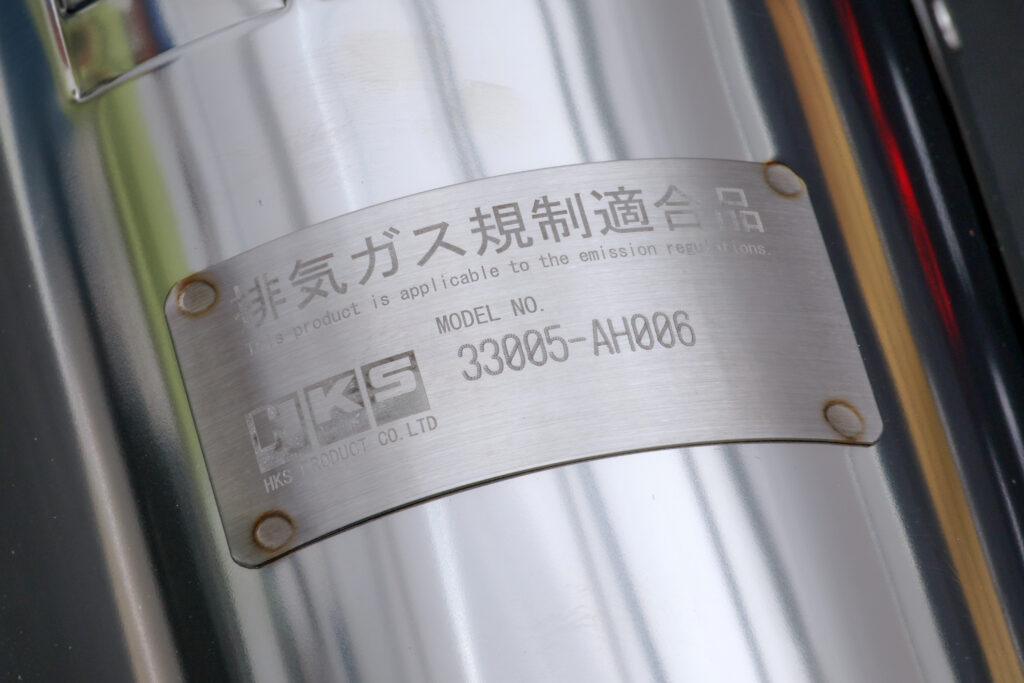 排気ガス規制適合品
This product is applicable to the emission regulations.
MODEL NO.
33005-AH006
HKS
HKS PRODUCT CO.LTD